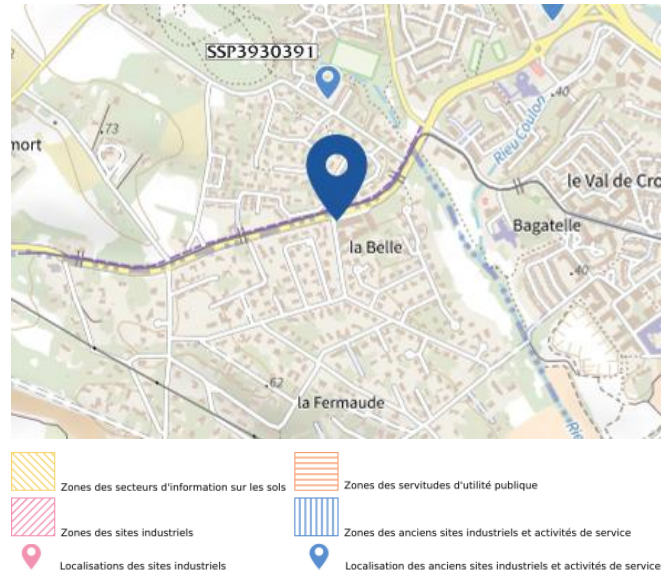 SSP3930391
40
Rieu Coulon
73
mort
le Val de Cro
la Belle
Bagatelle
40
62
la Fermaude
Rie
Zones des secteurs d'information sur les sols
Zones des servitudes d'utilité publique
Zones des sites industriels
Zones des anciens sites industriels et activités de service
Localisations des sites industriels
Localisation des anciens sites industriels et activités de service